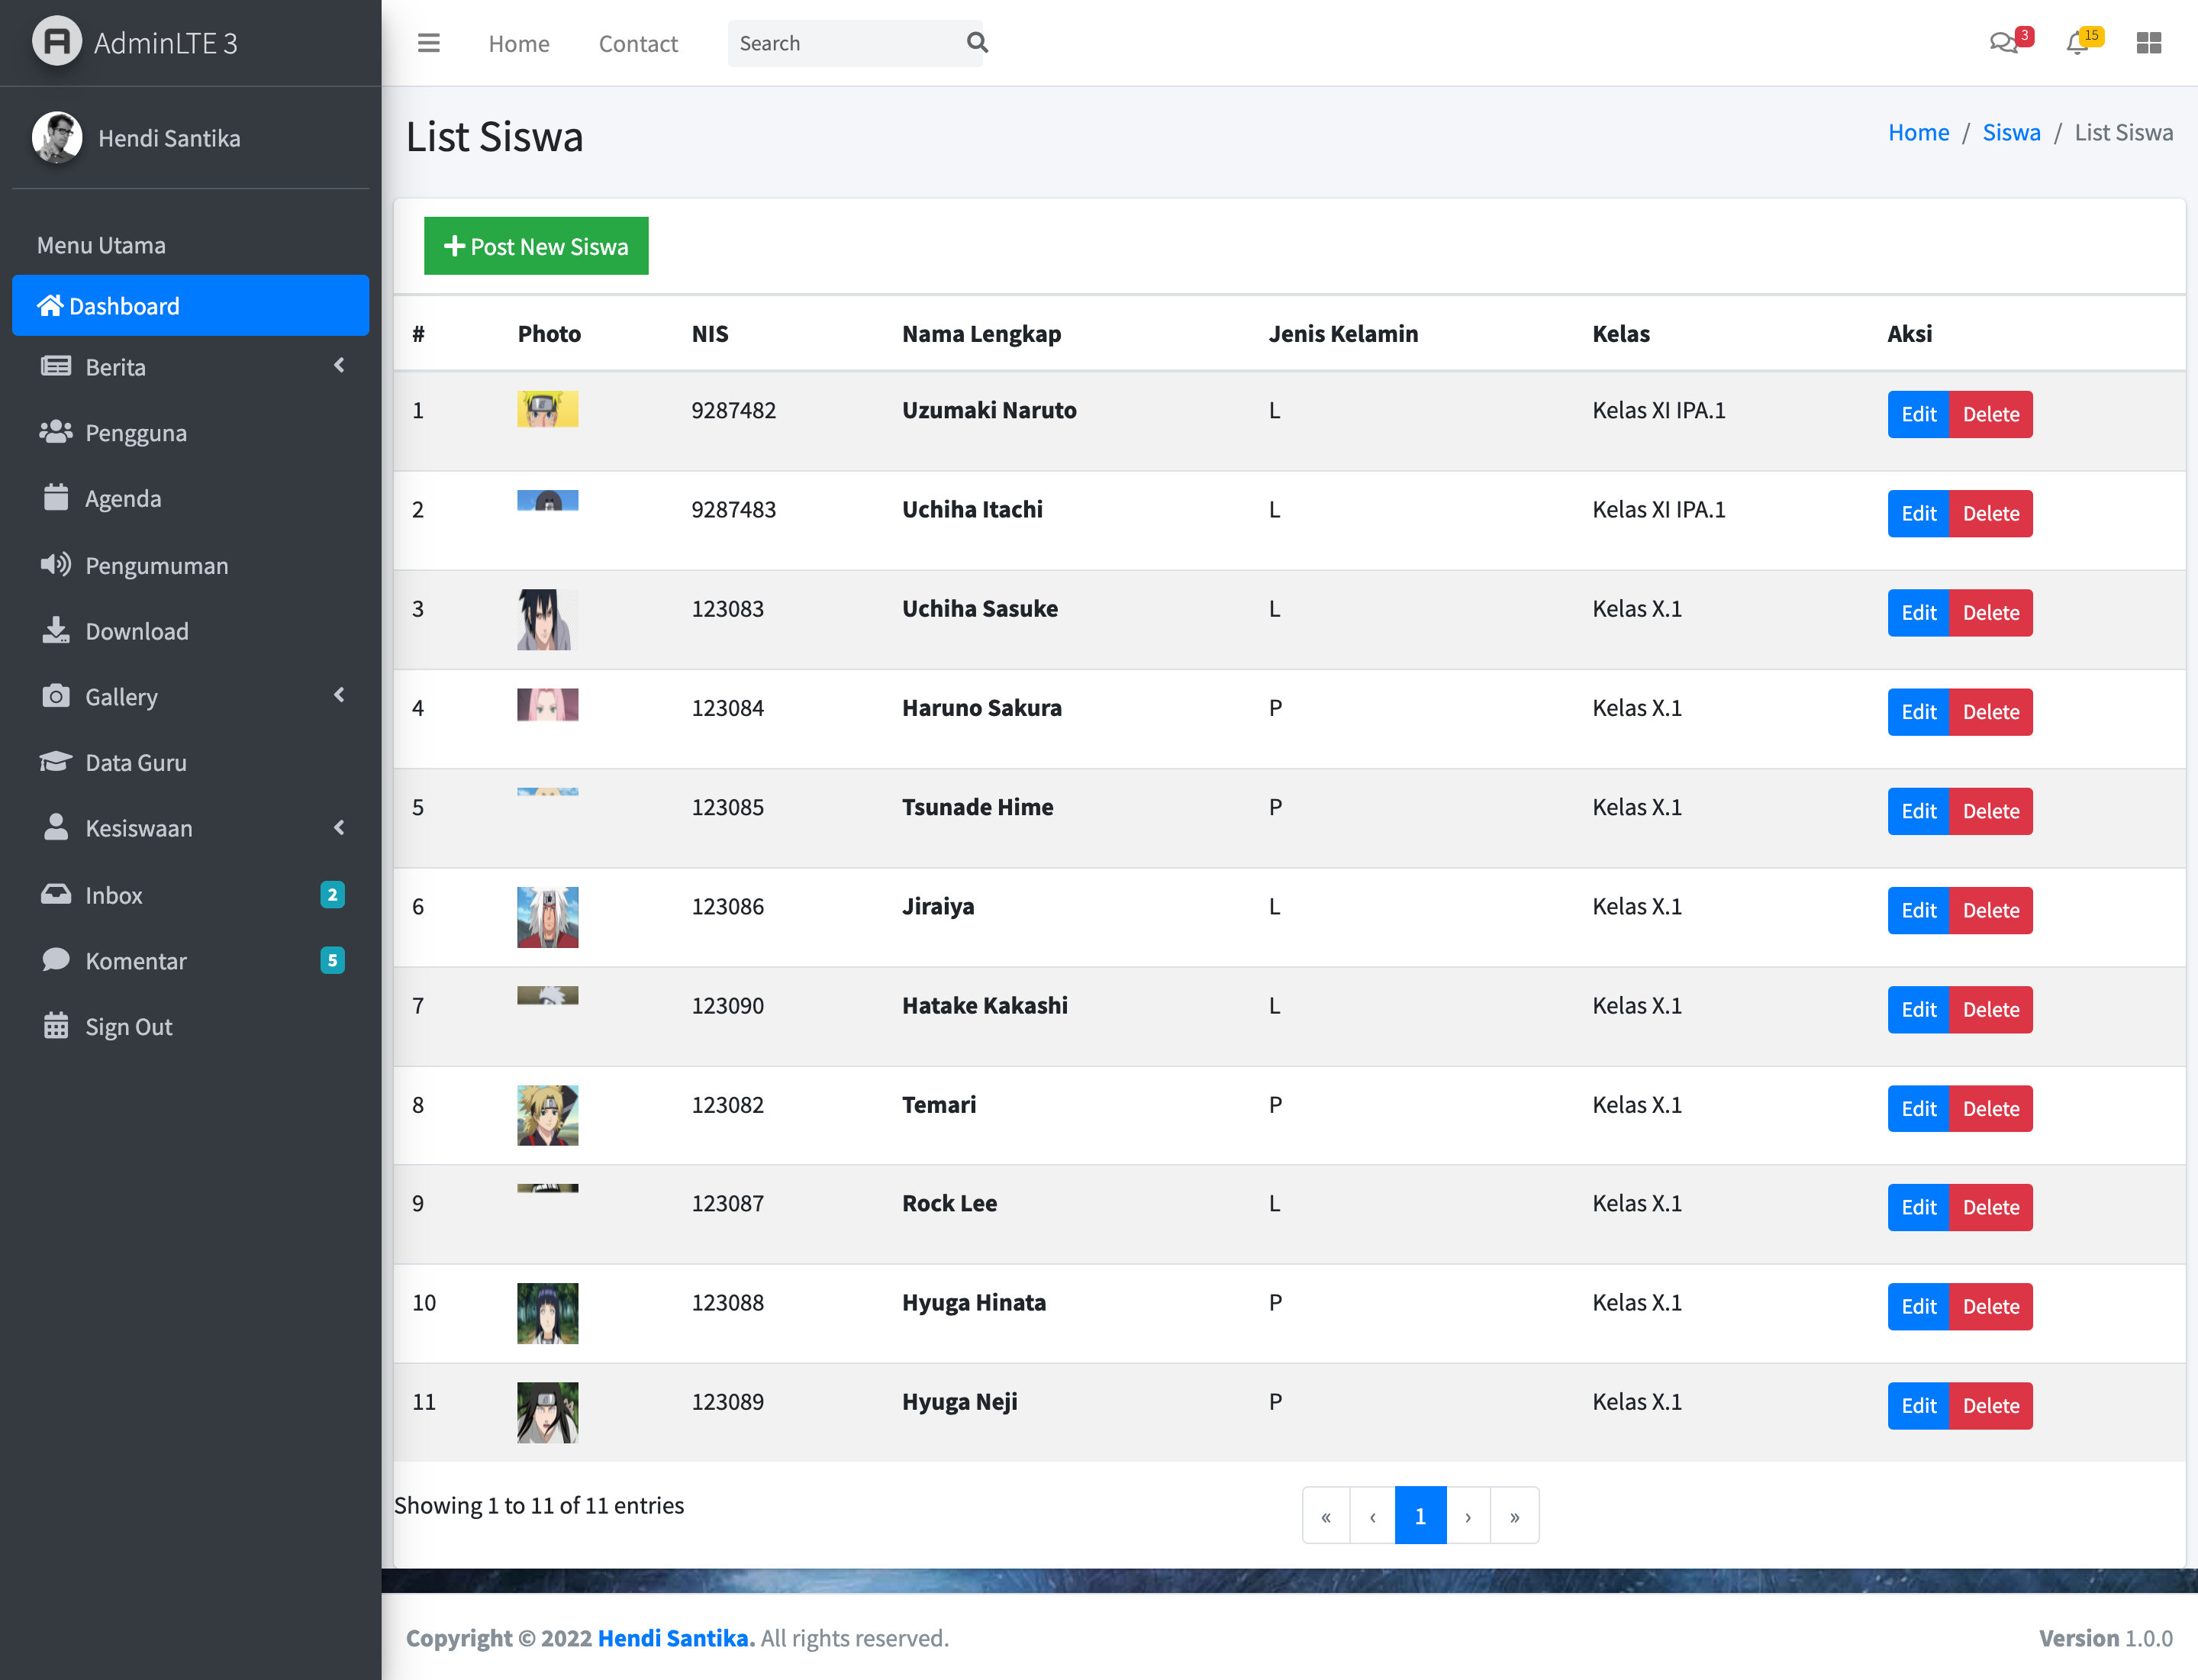 AdminLTE 3
Home Contact Search 3 15
Hendi Santika
List Siswa
Home / Siswa / List Siswa
Menu Utama
Dashboard
Berita
Pengguna
Agenda
Pengumuman
Download
Gallery
Data Guru
Kesiswaan
Inbox 2
Komentar 5
Sign Out
Post New Siswa
# Photo NIS Nama Lengkap Jenis Kelamin Kelas Aksi
1 9287482 Uzumaki Naruto L Kelas XI IPA.1 Edit Delete
2 9287483 Uchiha Itachi L Kelas XI IPA.1 Edit Delete
3 123083 Uchiha Sasuke L Kelas X.1 Edit Delete
4 123084 Haruno Sakura P Kelas X.1 Edit Delete
5 123085 Tsunade Hime P Kelas X.1 Edit Delete
6 123086 Jiraiya L Kelas X.1 Edit Delete
7 123090 Hatake Kakashi L Kelas X.1 Edit Delete
8 123082 Temari P Kelas X.1 Edit Delete
9 123087 Rock Lee L Kelas X.1 Edit Delete
10 123088 Hyuga Hinata P Kelas X.1 Edit Delete
11 123089 Hyuga Neji P Kelas X.1 Edit Delete
Showing 1 to 11 of 11 entries
« ‹ 1 › »
Copyright © 2022 Hendi Santika. All rights reserved.
Version 1.0.0